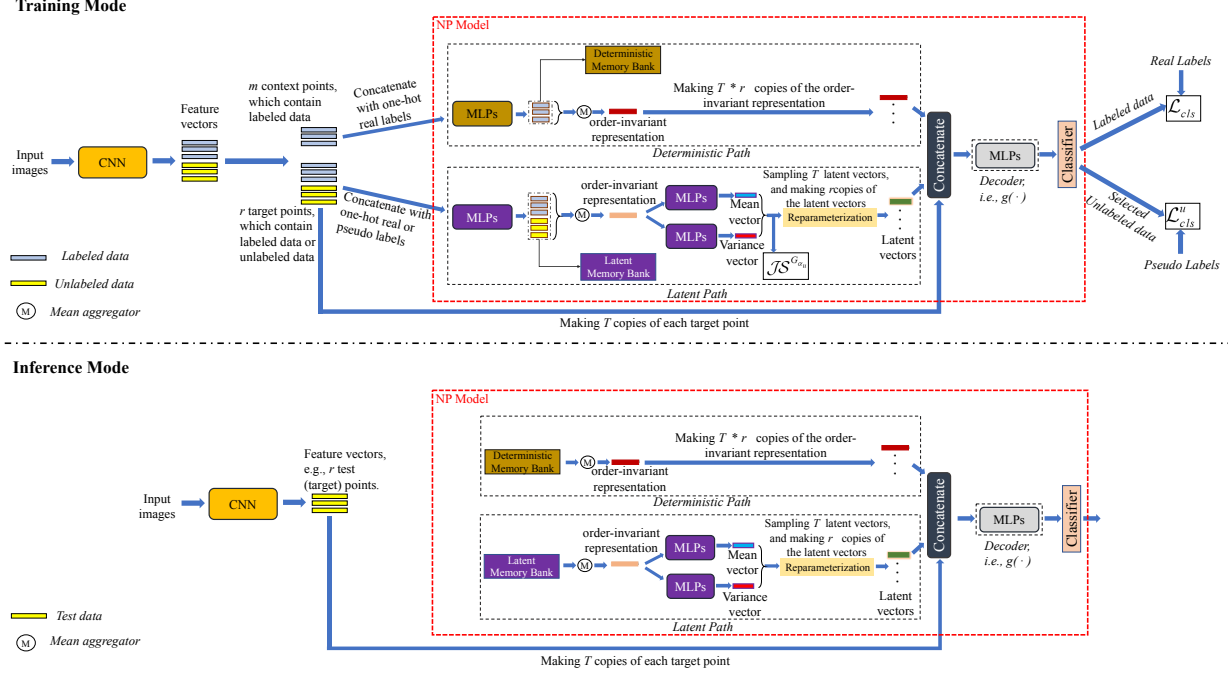 Training Mode
NP Model
Deterministic
Memory Bank
Real Labels
m context points,
which contain
labeled data
Concatenate
with one-hot
real labels
Making T * r copies of the order-
invariant representation
Feature
vectors
MLPs
M
order-invariant
representation
Labeled data
ℒcls
Deterministic Path
Input
images
CNN
Concatenate
MLPs
Classifier
Decoder,
i.e., g( · )
Concatenate with
one-hot real or
pseudo labels
order-invariant
representation
Sampling T latent vectors,
and making r copies of
the latent vectors
MLPs
M
MLPs
Mean
vector
Reparameterization
MLPs
Variance
vector
Latent
vectors
Selected
Unlabeled data
ℒᵘcls
Pseudo Labels
r target points,
which contain
labeled data or
unlabeled data
Latent
Memory Bank
𝒥𝒮^Gαu
Latent Path
Labeled data
Unlabeled data
M Mean aggregator
Making T copies of each target point
Inference Mode
NP Model
Making T * r copies of the order-
invariant representation
Feature vectors,
e.g., r test
(target) points.
Deterministic
Memory Bank
M
order-invariant
representation
Deterministic Path
Input
images
CNN
Concatenate
MLPs
Classifier
Decoder,
i.e., g( · )
order-invariant
representation
Sampling T latent vectors,
and making r copies of
the latent vectors
Latent
Memory Bank
M
MLPs
Mean
vector
Reparameterization
MLPs
Variance
vector
Latent
vectors
Latent Path
Test data
M Mean aggregator
Making T copies of each target point